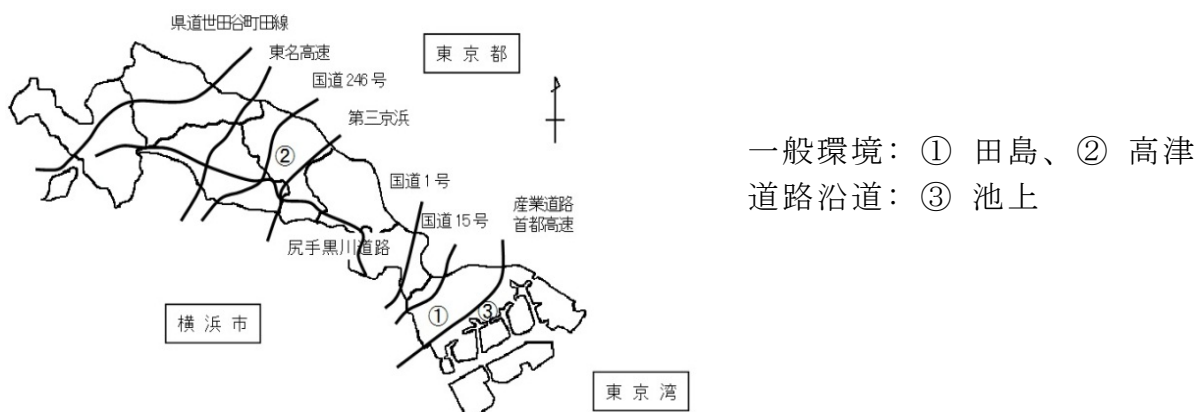 県道世田谷町田線
東名高速
東京都
国道246号
第三京浜
②
国道1号
国道15号
産業道路
首都高速
尻手黒川道路
①
③
横浜市
東京湾
一般環境：① 田島、② 高津
道路沿道：③ 池上